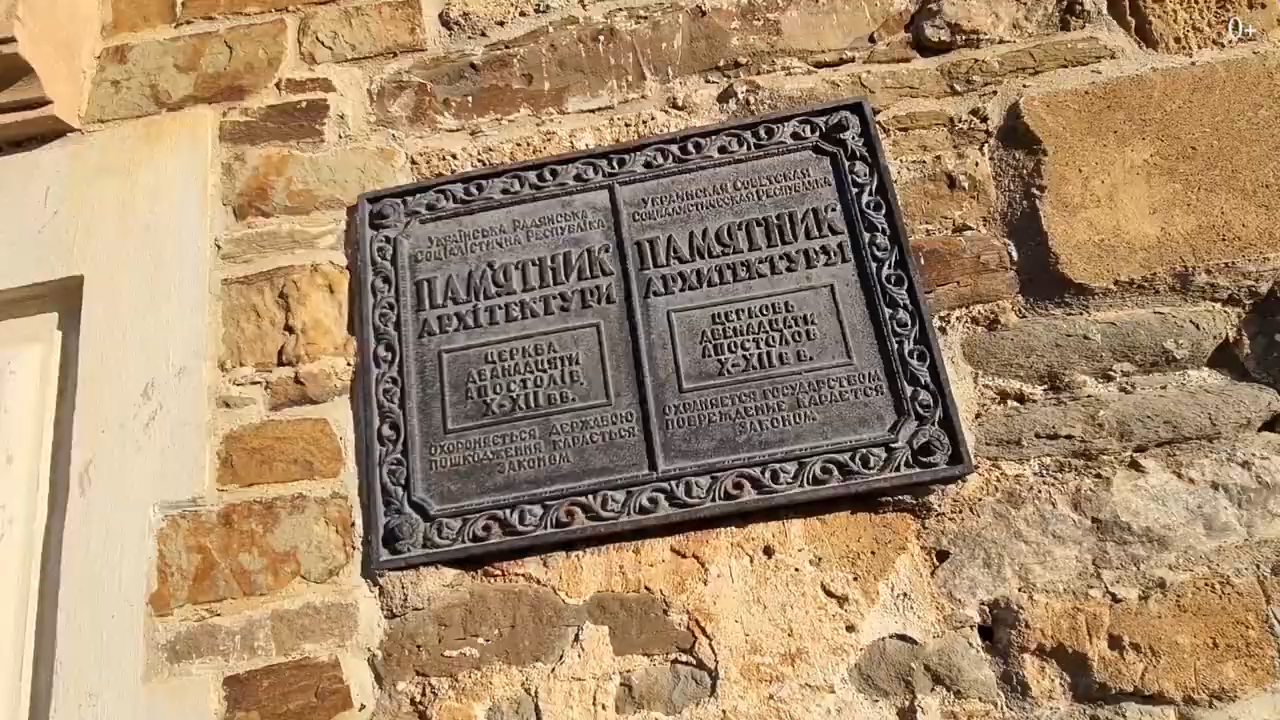 0+
УКРАЇНСЬКА РАДЯНСЬКА
СОЦІАЛІСТИЧНА РЕСПУБЛІКА
ПАМ'ЯТНИК
АРХІТЕКТУРИ
ЦЕРКВА
ДВАНАДЦЯТИ
АПОСТОЛІВ,
X-XII ВВ.
ОХОРОНЯЄТЬСЯ ДЕРЖАВОЮ
ПОШКОДЖЕННЯ КАРАЄТЬСЯ
ЗАКОНОМ
УКРАИНСКАЯ СОВЕТСКАЯ
СОЦИАЛИСТИЧЕСКАЯ РЕСПУБЛИКА
ПАМЯТНИК
АРХИТЕКТУРЫ
ЦЕРКОВЬ
ДВЕНАДЦАТИ
АПОСТОЛОВ
X-XII В В.
ОХРАНЯЕТСЯ ГОСУДАРСТВОМ
ПОВРЕЖДЕНИЕ КАРАЕТСЯ
ЗАКОНОМ